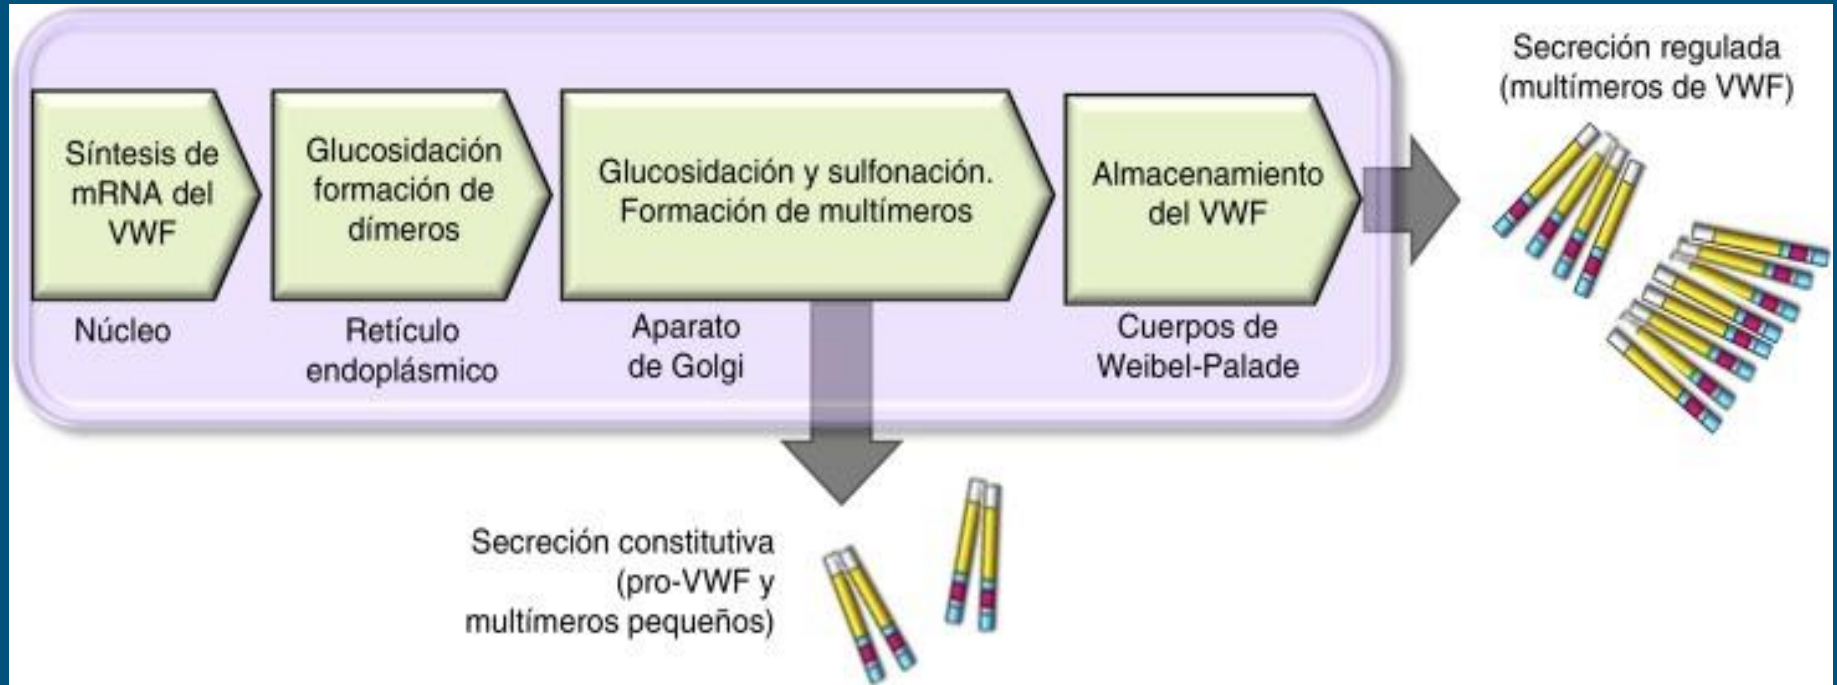 Síntesis de
mRNA del
VWF
Núcleo
Glucosidación
formación de
dímeros
Retículo
endoplásmico
Glucosidación y sulfonación.
Formación de multímeros
Aparato
de Golgi
Almacenamiento
del VWF
Cuerpos de
Weibel-Palade
Secreción regulada
(multímeros de VWF)
Secreción constitutiva
(pro-VWF y
multímeros pequeños)